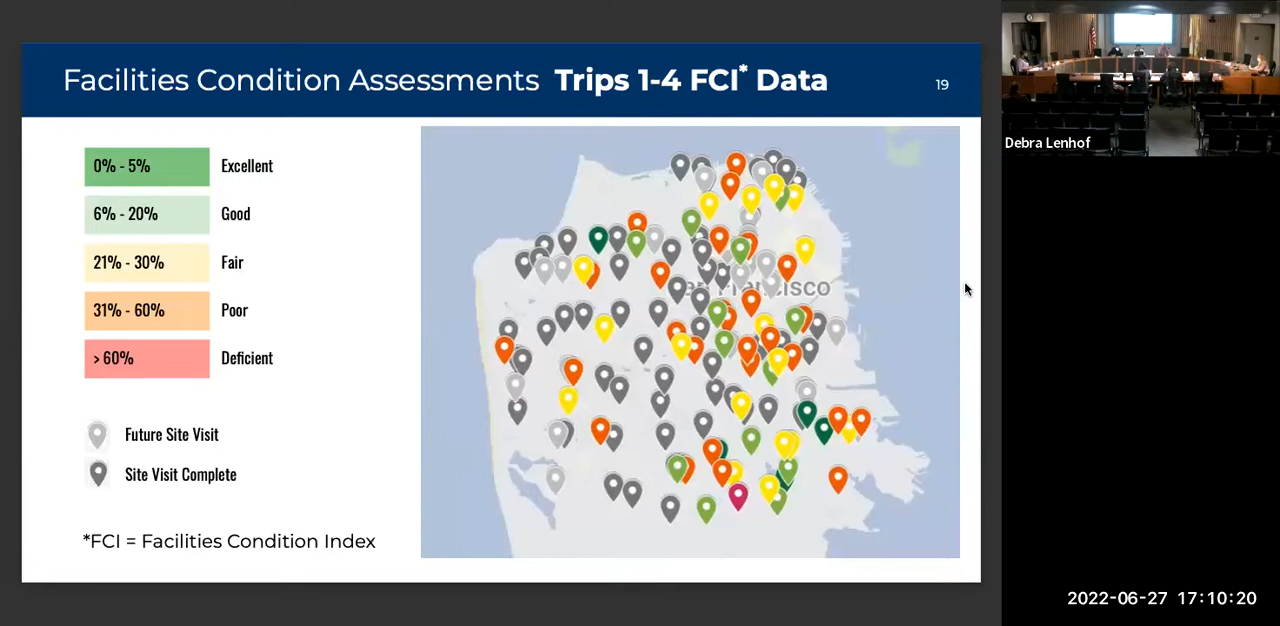 Facilities Condition Assessments Trips 1-4 FCI* Data
19
0% - 5% Excellent
6% - 20% Good
21% - 30% Fair
31% - 60% Poor
> 60% Deficient
Future Site Visit
Site Visit Complete
*FCI = Facilities Condition Index
Debra Lenhof
2022-06-27 17:10:20